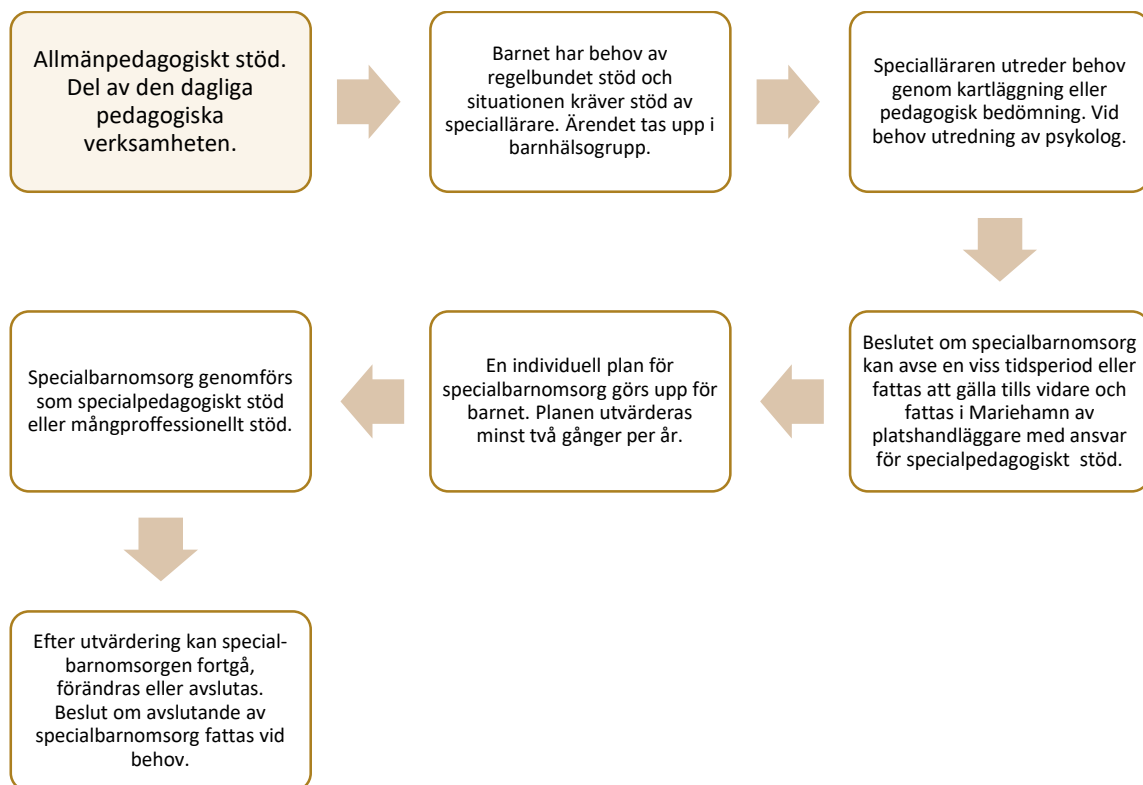 Allmänpedagogiskt stöd.
Del av den dagliga
pedagogiska
verksamheten.
Barnet har behov av
regelbundet stöd och
situationen kräver stöd av
speciallärare. Ärendet tas upp i
barnhälsogrupp.
Specialläraren utreder behov
genom kartläggning eller
pedagogisk bedömning. Vid
behov utredning av psykolog.
Beslutet om specialbarnomsorg
kan avse en viss tidsperiod eller
fattas att gälla tills vidare och
fattas i Mariehamn av
platshandläggare med ansvar
för specialpedagogiskt  stöd.
En individuell plan för
specialbarnomsorg görs upp för
barnet. Planen utvärderas
minst två gånger per år.
Specialbarnomsorg genomförs
som specialpedagogiskt stöd
eller mångproffessionellt stöd.
Efter utvärdering kan special-
barnomsorgen fortgå,
förändras eller avslutas.
Beslut om avslutande av
specialbarnomsorg fattas vid
behov.